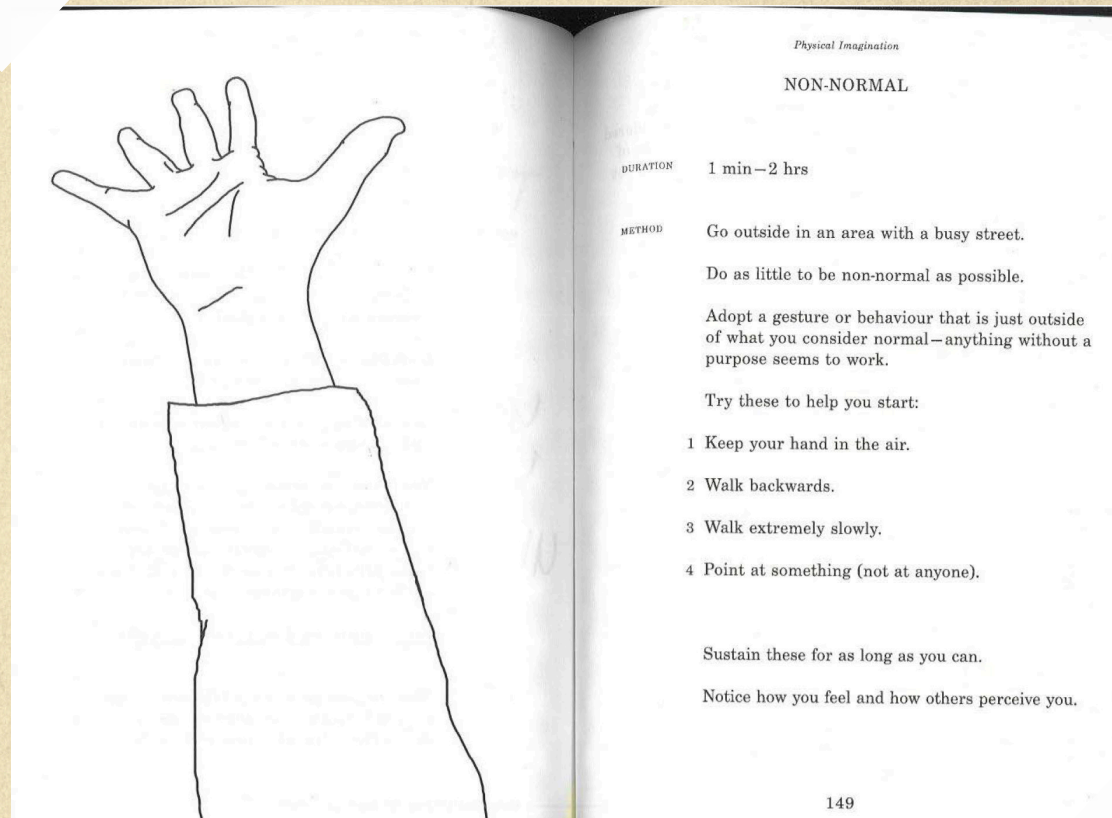 Physical Imagination
NON-NORMAL
DURATION 1 min–2 hrs
METHOD Go outside in an area with a busy street.
Do as little to be non-normal as possible.
Adopt a gesture or behaviour that is just outside
of what you consider normal–anything without a
purpose seems to work.
Try these to help you start:
1 Keep your hand in the air.
2 Walk backwards.
3 Walk extremely slowly.
4 Point at something (not at anyone).
Sustain these for as long as you can.
Notice how you feel and how others perceive you.
149